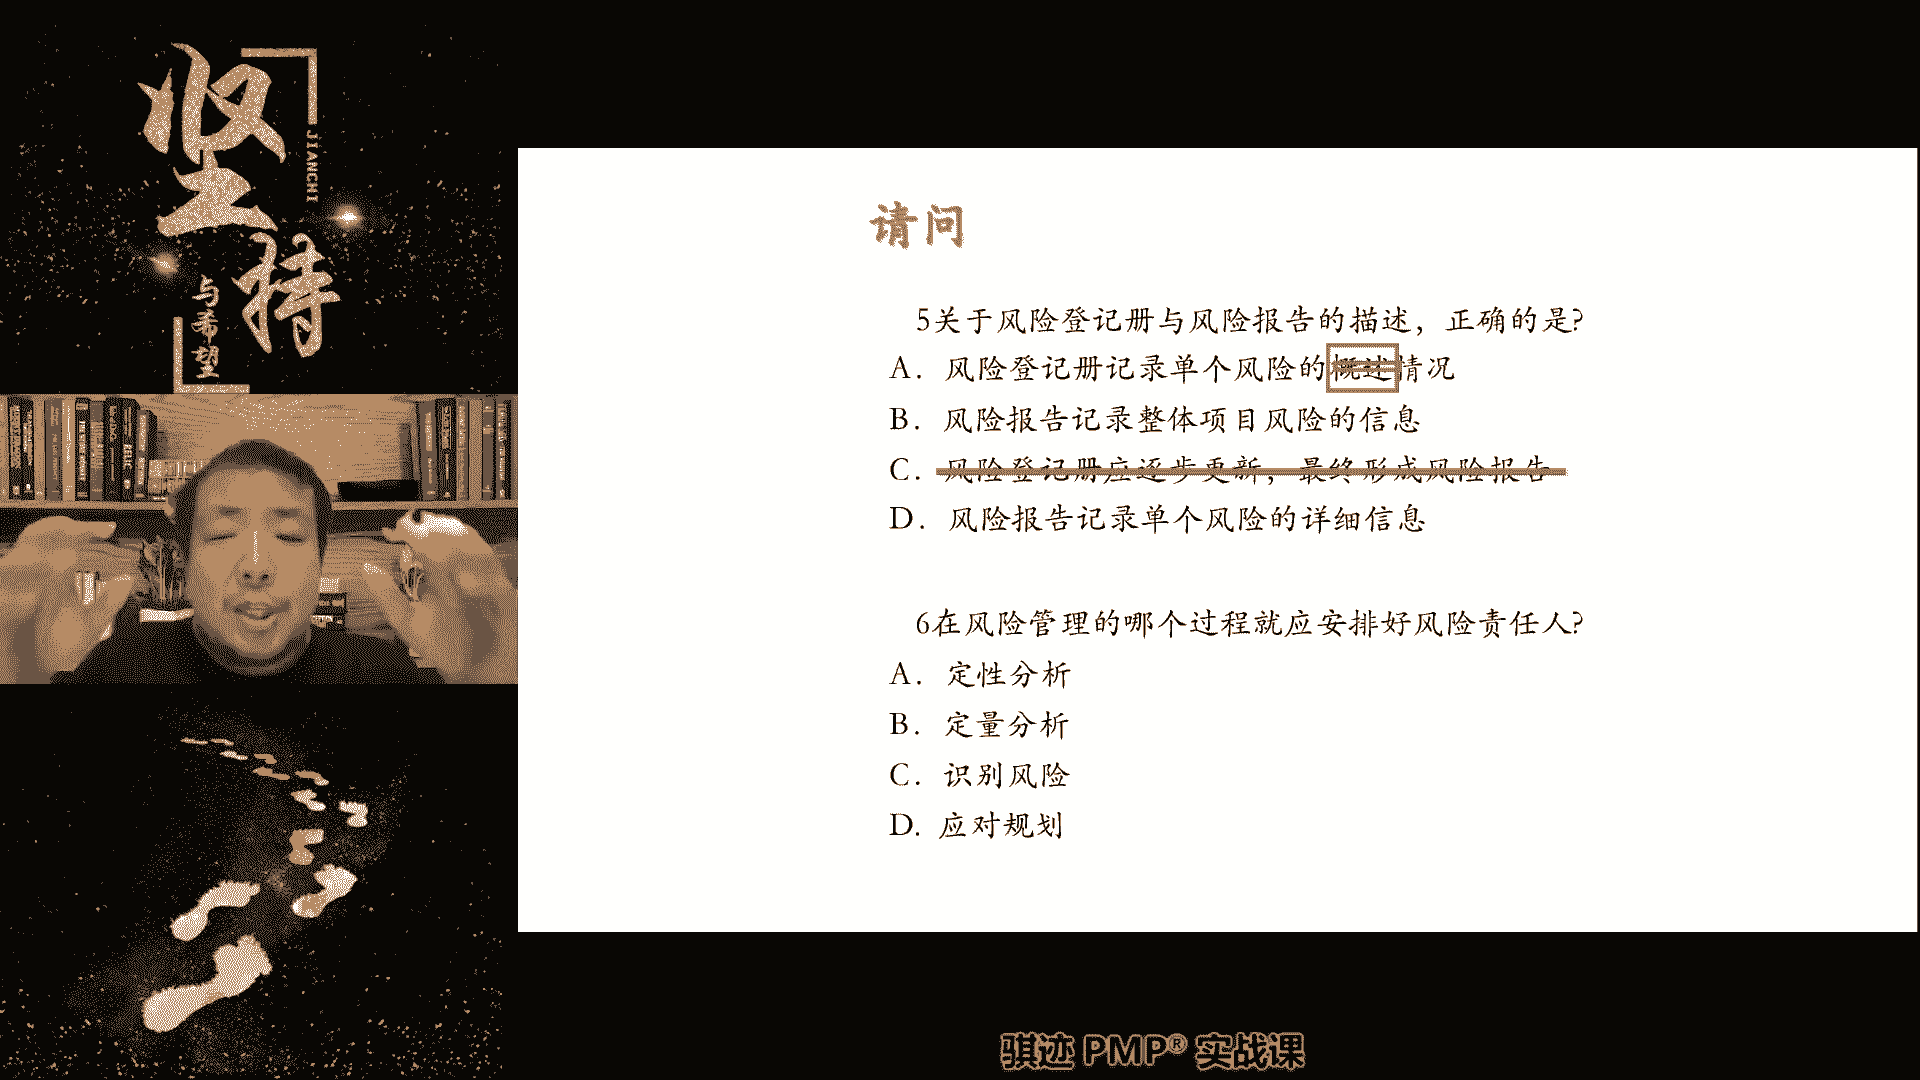 坚持
JIANCHI
与希望
请问
5关于风险登记册与风险报告的描述，正确的是?
A. 风险登记册记录单个风险的概述情况
B. 风险报告记录整体项目风险的信息
C. 风险登记册应逐步更新，最终形成风险报告
D. 风险报告记录单个风险的详细信息
6在风险管理的哪个过程就应安排好风险责任人?
A. 定性分析
B. 定量分析
C. 识别风险
D. 应对规划
骐迹 PMP® 实战课